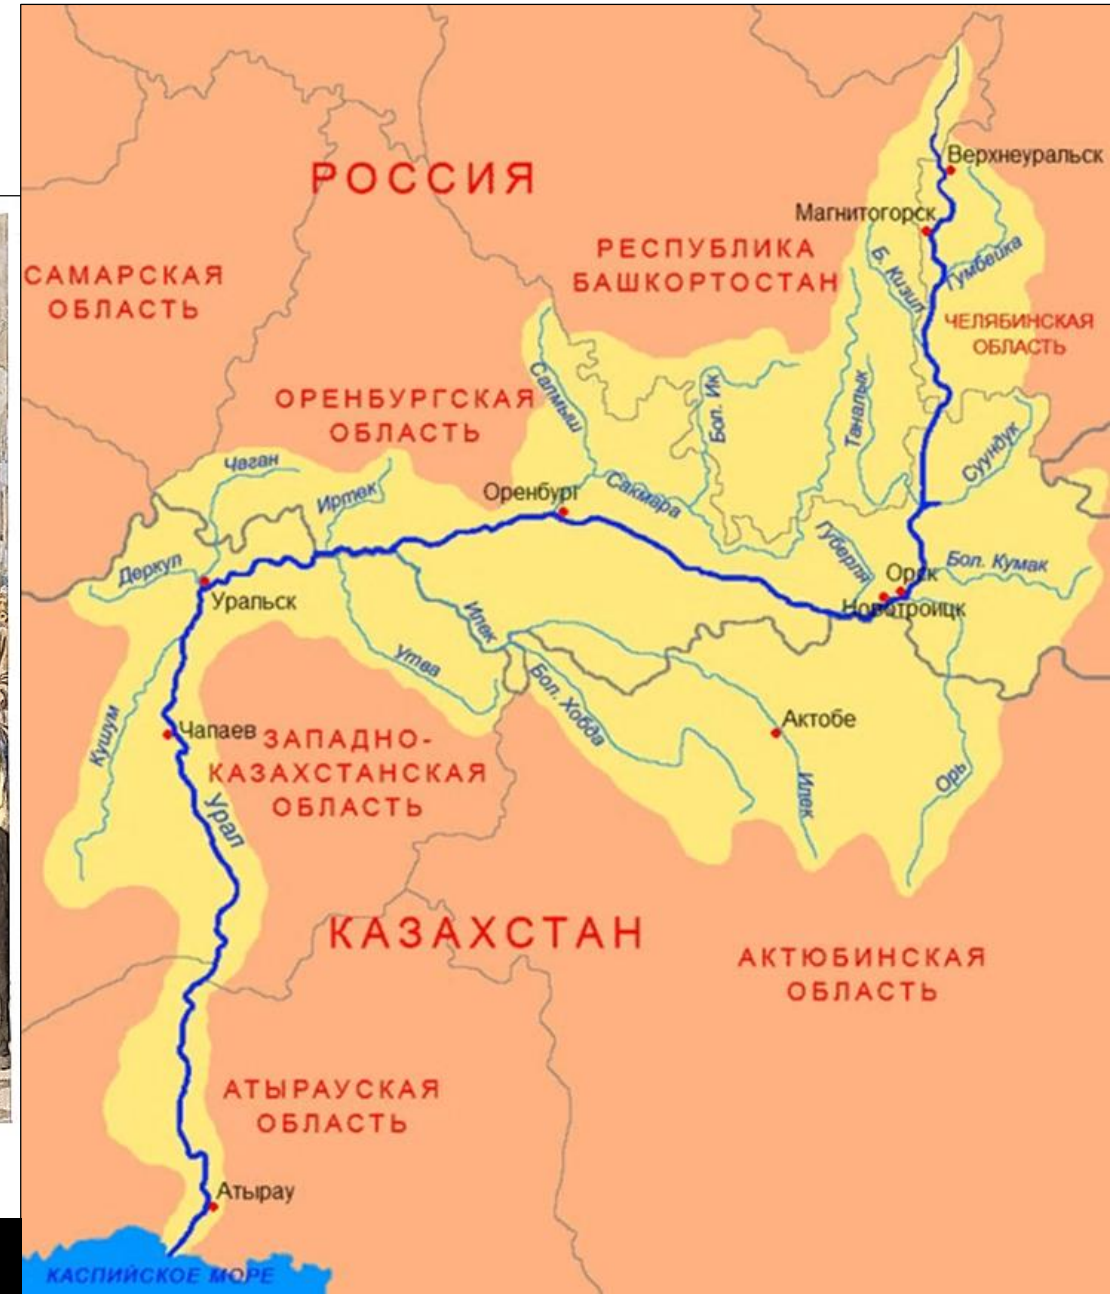 Верхнеуральск
РОССИЯ
Магнитогорск
РЕСПУБЛИКА
БАШКОРТОСТАН
Б. Кизил
Гумбейка
САМАРСКАЯ
ОБЛАСТЬ
ЧЕЛЯБИНСКАЯ
ОБЛАСТЬ
Салмыш
ОРЕНБУРГСКАЯ
ОБЛАСТЬ
Бол. Ик
Таналык
Суундук
Чаган
Иртек
Оренбург
Сакмара
Губерля
Деркул
Орск
Бол. Кумак
Уральск
Новотроицк
Илек
Утва
Бол. Хобда
Кушум
Чапаев
ЗАПАДНО-
КАЗАХСТАНСКАЯ
ОБЛАСТЬ
Актобе
Илек
Орь
Урал
КАЗАХСТАН
АКТЮБИНСКАЯ
ОБЛАСТЬ
АТЫРАУСКАЯ
ОБЛАСТЬ
Атырау
КАСПИЙСКОЕ МОРЕ